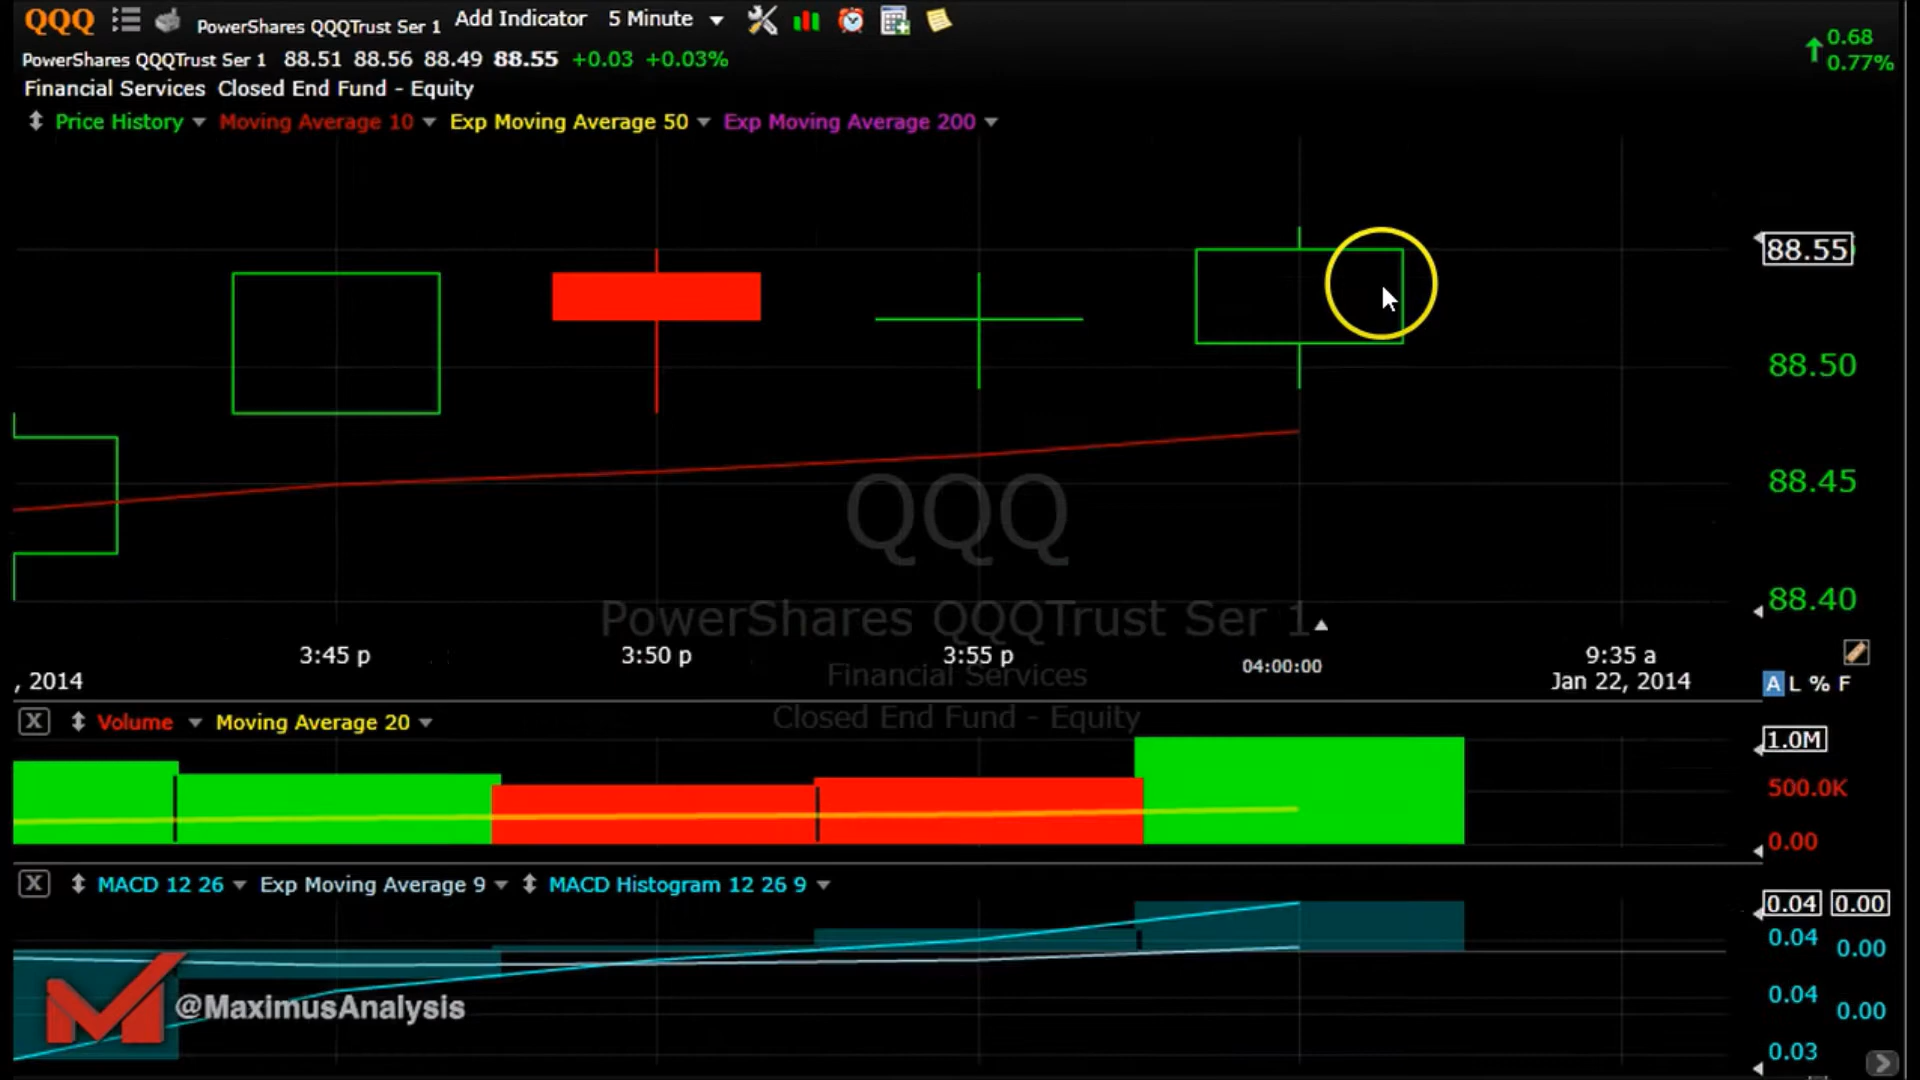 QQQ PowerShares QQQTrust Ser 1 Add Indicator 5 Minute
0.68
0.77%
PowerShares QQQTrust Ser 1 88.51 88.56 88.49 88.55 +0.03 +0.03%
Financial Services Closed End Fund - Equity
Price History Moving Average 10 Exp Moving Average 50 Exp Moving Average 200
88.55
88.50
88.45
88.40
QQQ
PowerShares QQQTrust Ser 1
Financial Services
Closed End Fund - Equity
3:45 p 3:50 p 3:55 p 04:00:00 9:35 a
, 2014 Jan 22, 2014
A L % F
X Volume Moving Average 20
1.0M
500.0K
0.00
X MACD 12 26 Exp Moving Average 9 MACD Histogram 12 26 9
0.04 0.00
0.04 0.00
0.04 0.00
0.03
@MaximusAnalysis